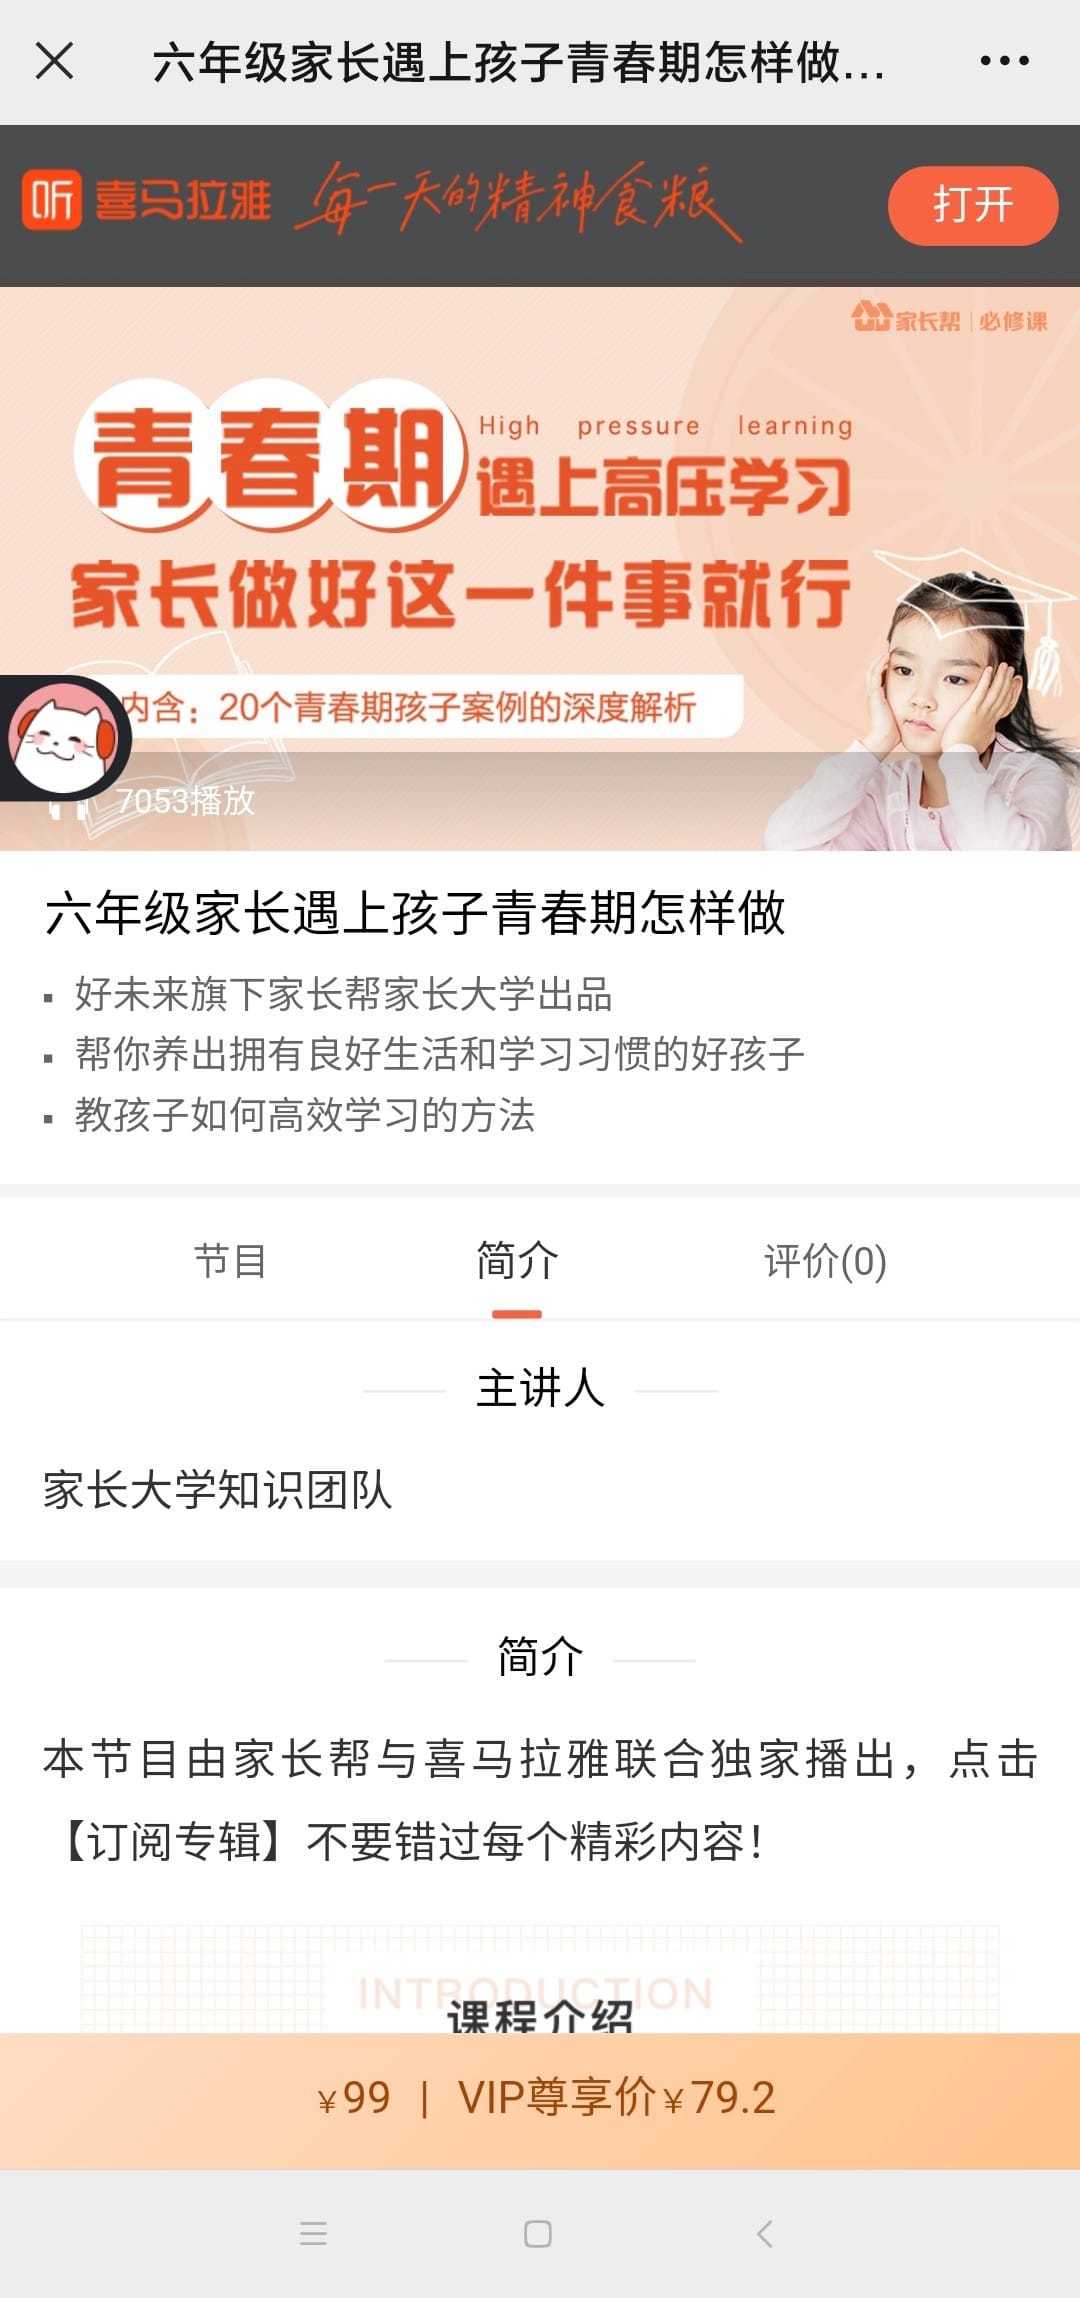 六年级家长遇上孩子青春期怎样做...
听 喜马拉雅 每一天的精神食粮
打开
家长帮 | 必修课
青春期
High pressure learning
遇上高压学习
家长做好这一件事就行
内含：20个青春期孩子案例的深度解析
7053播放
六年级家长遇上孩子青春期怎样做
▪ 好未来旗下家长帮家长大学出品
▪ 帮你养出拥有良好生活和学习习惯的好孩子
▪ 教孩子如何高效学习的方法
节目 简介 评价(0)
主讲人
家长大学知识团队
简介
本节目由家长帮与喜马拉雅联合独家播出，点击
【订阅专辑】不要错过每个精彩内容！
INTRODUCTION
课程介绍
¥99 | VIP尊享价¥79.2